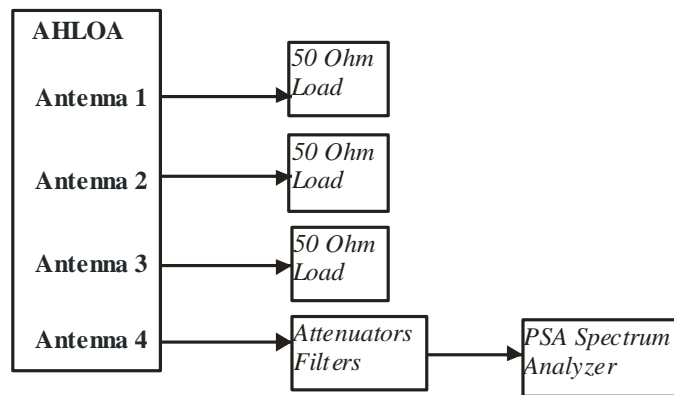 AHLOA
Antenna 1
50 Ohm
Load
Antenna 2
50 Ohm
Load
Antenna 3
50 Ohm
Load
Antenna 4
Attenuators
Filters
PSA Spectrum
Analyzer